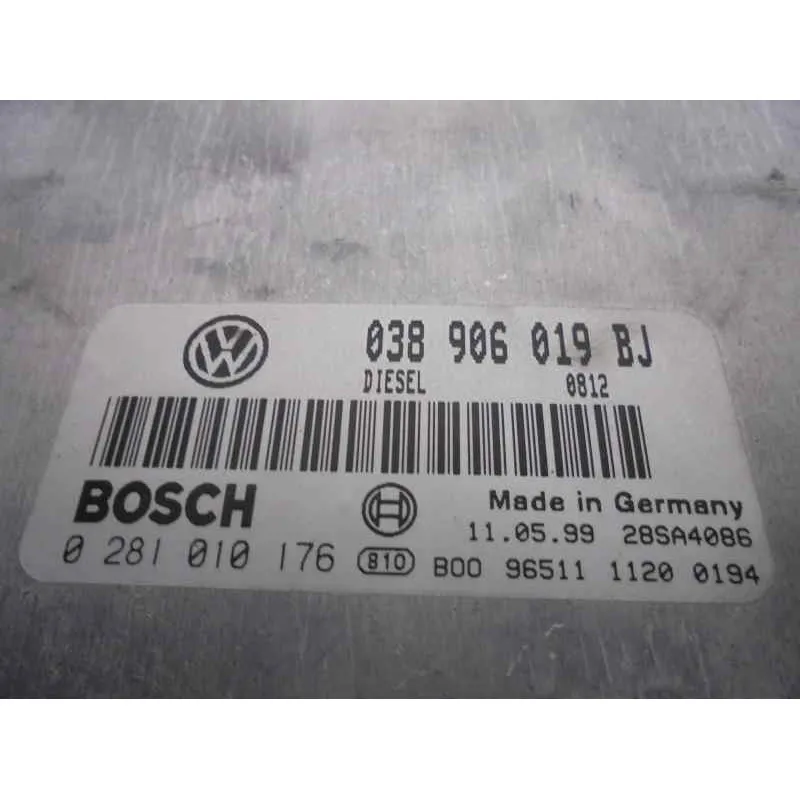 038 906 019 BJ
DIESEL 0812
BOSCH
Made in Germany
11.05.99 28SA4086
0 281 010 176 810 B00 96511 1120 0194